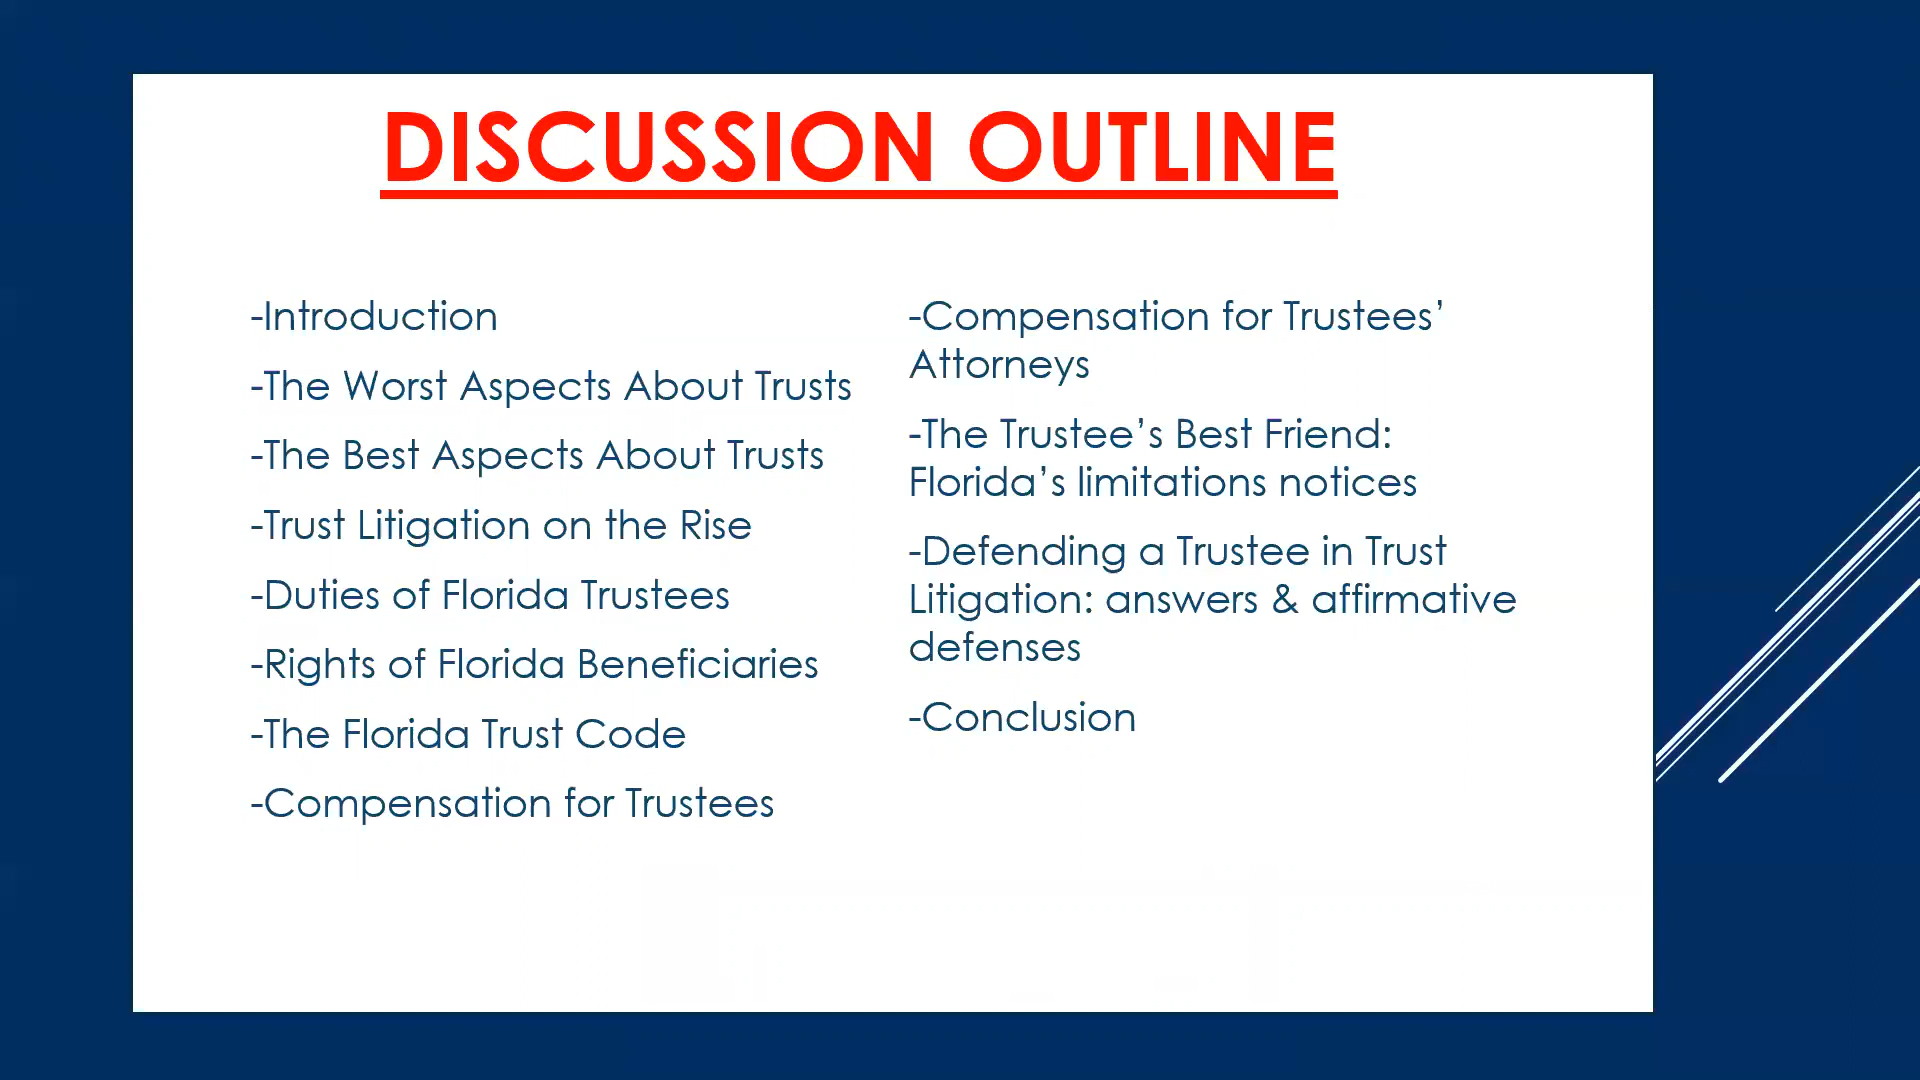 DISCUSSION OUTLINE
-Introduction
-The Worst Aspects About Trusts
-The Best Aspects About Trusts
-Trust Litigation on the Rise
-Duties of Florida Trustees
-Rights of Florida Beneficiaries
-The Florida Trust Code
-Compensation for Trustees
-Compensation for Trustees’
Attorneys
-The Trustee’s Best Friend:
Florida’s limitations notices
-Defending a Trustee in Trust
Litigation: answers & affirmative
defenses
-Conclusion